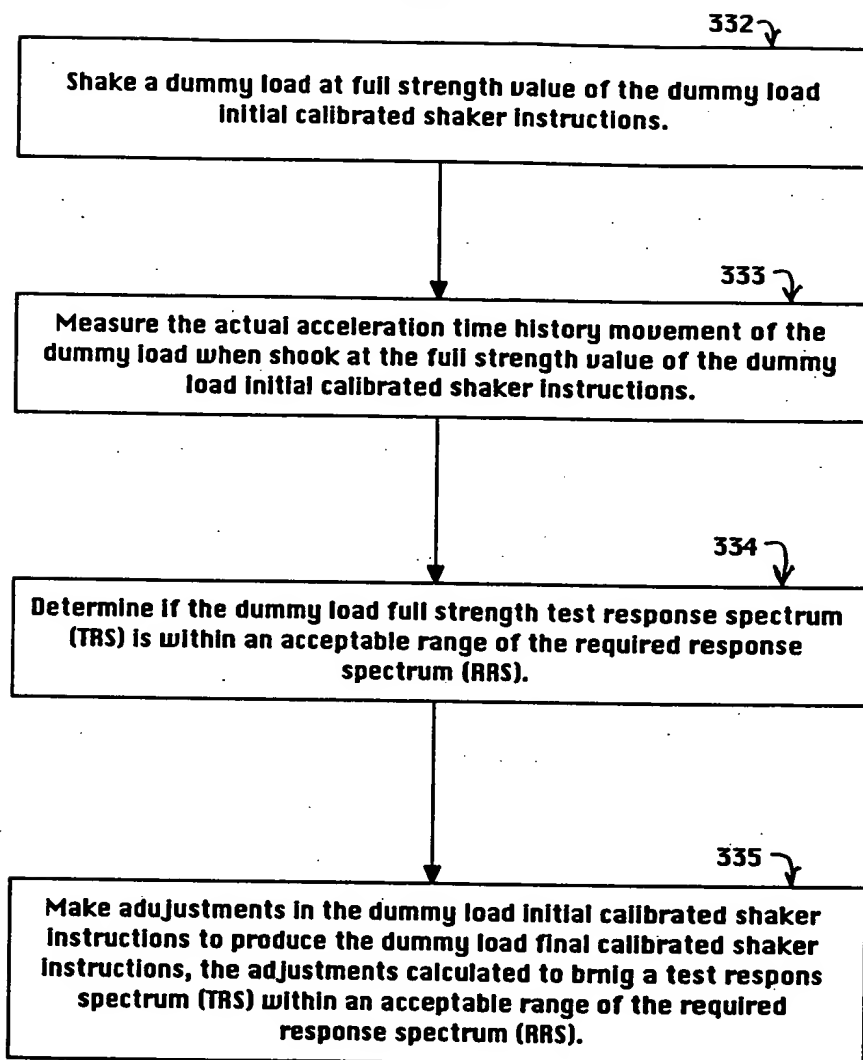 332
Shake a dummy load at full strength value of the dummy load
initial calibrated shaker instructions.
333
Measure the actual acceleration time history movement of the
dummy load when shook at the full strength value of the dummy
load initial calibrated shaker instructions.
334
Determine if the dummy load full strength test response spectrum
(TRS) is within an acceptable range of the required response
spectrum (RRS).
335
Make adujustments in the dummy load initial calibrated shaker
instructions to produce the dummy load final calibrated shaker
instructions, the adjustments calculated to brnig a test respons
spectrum (TRS) within an acceptable range of the required
response spectrum (RRS).